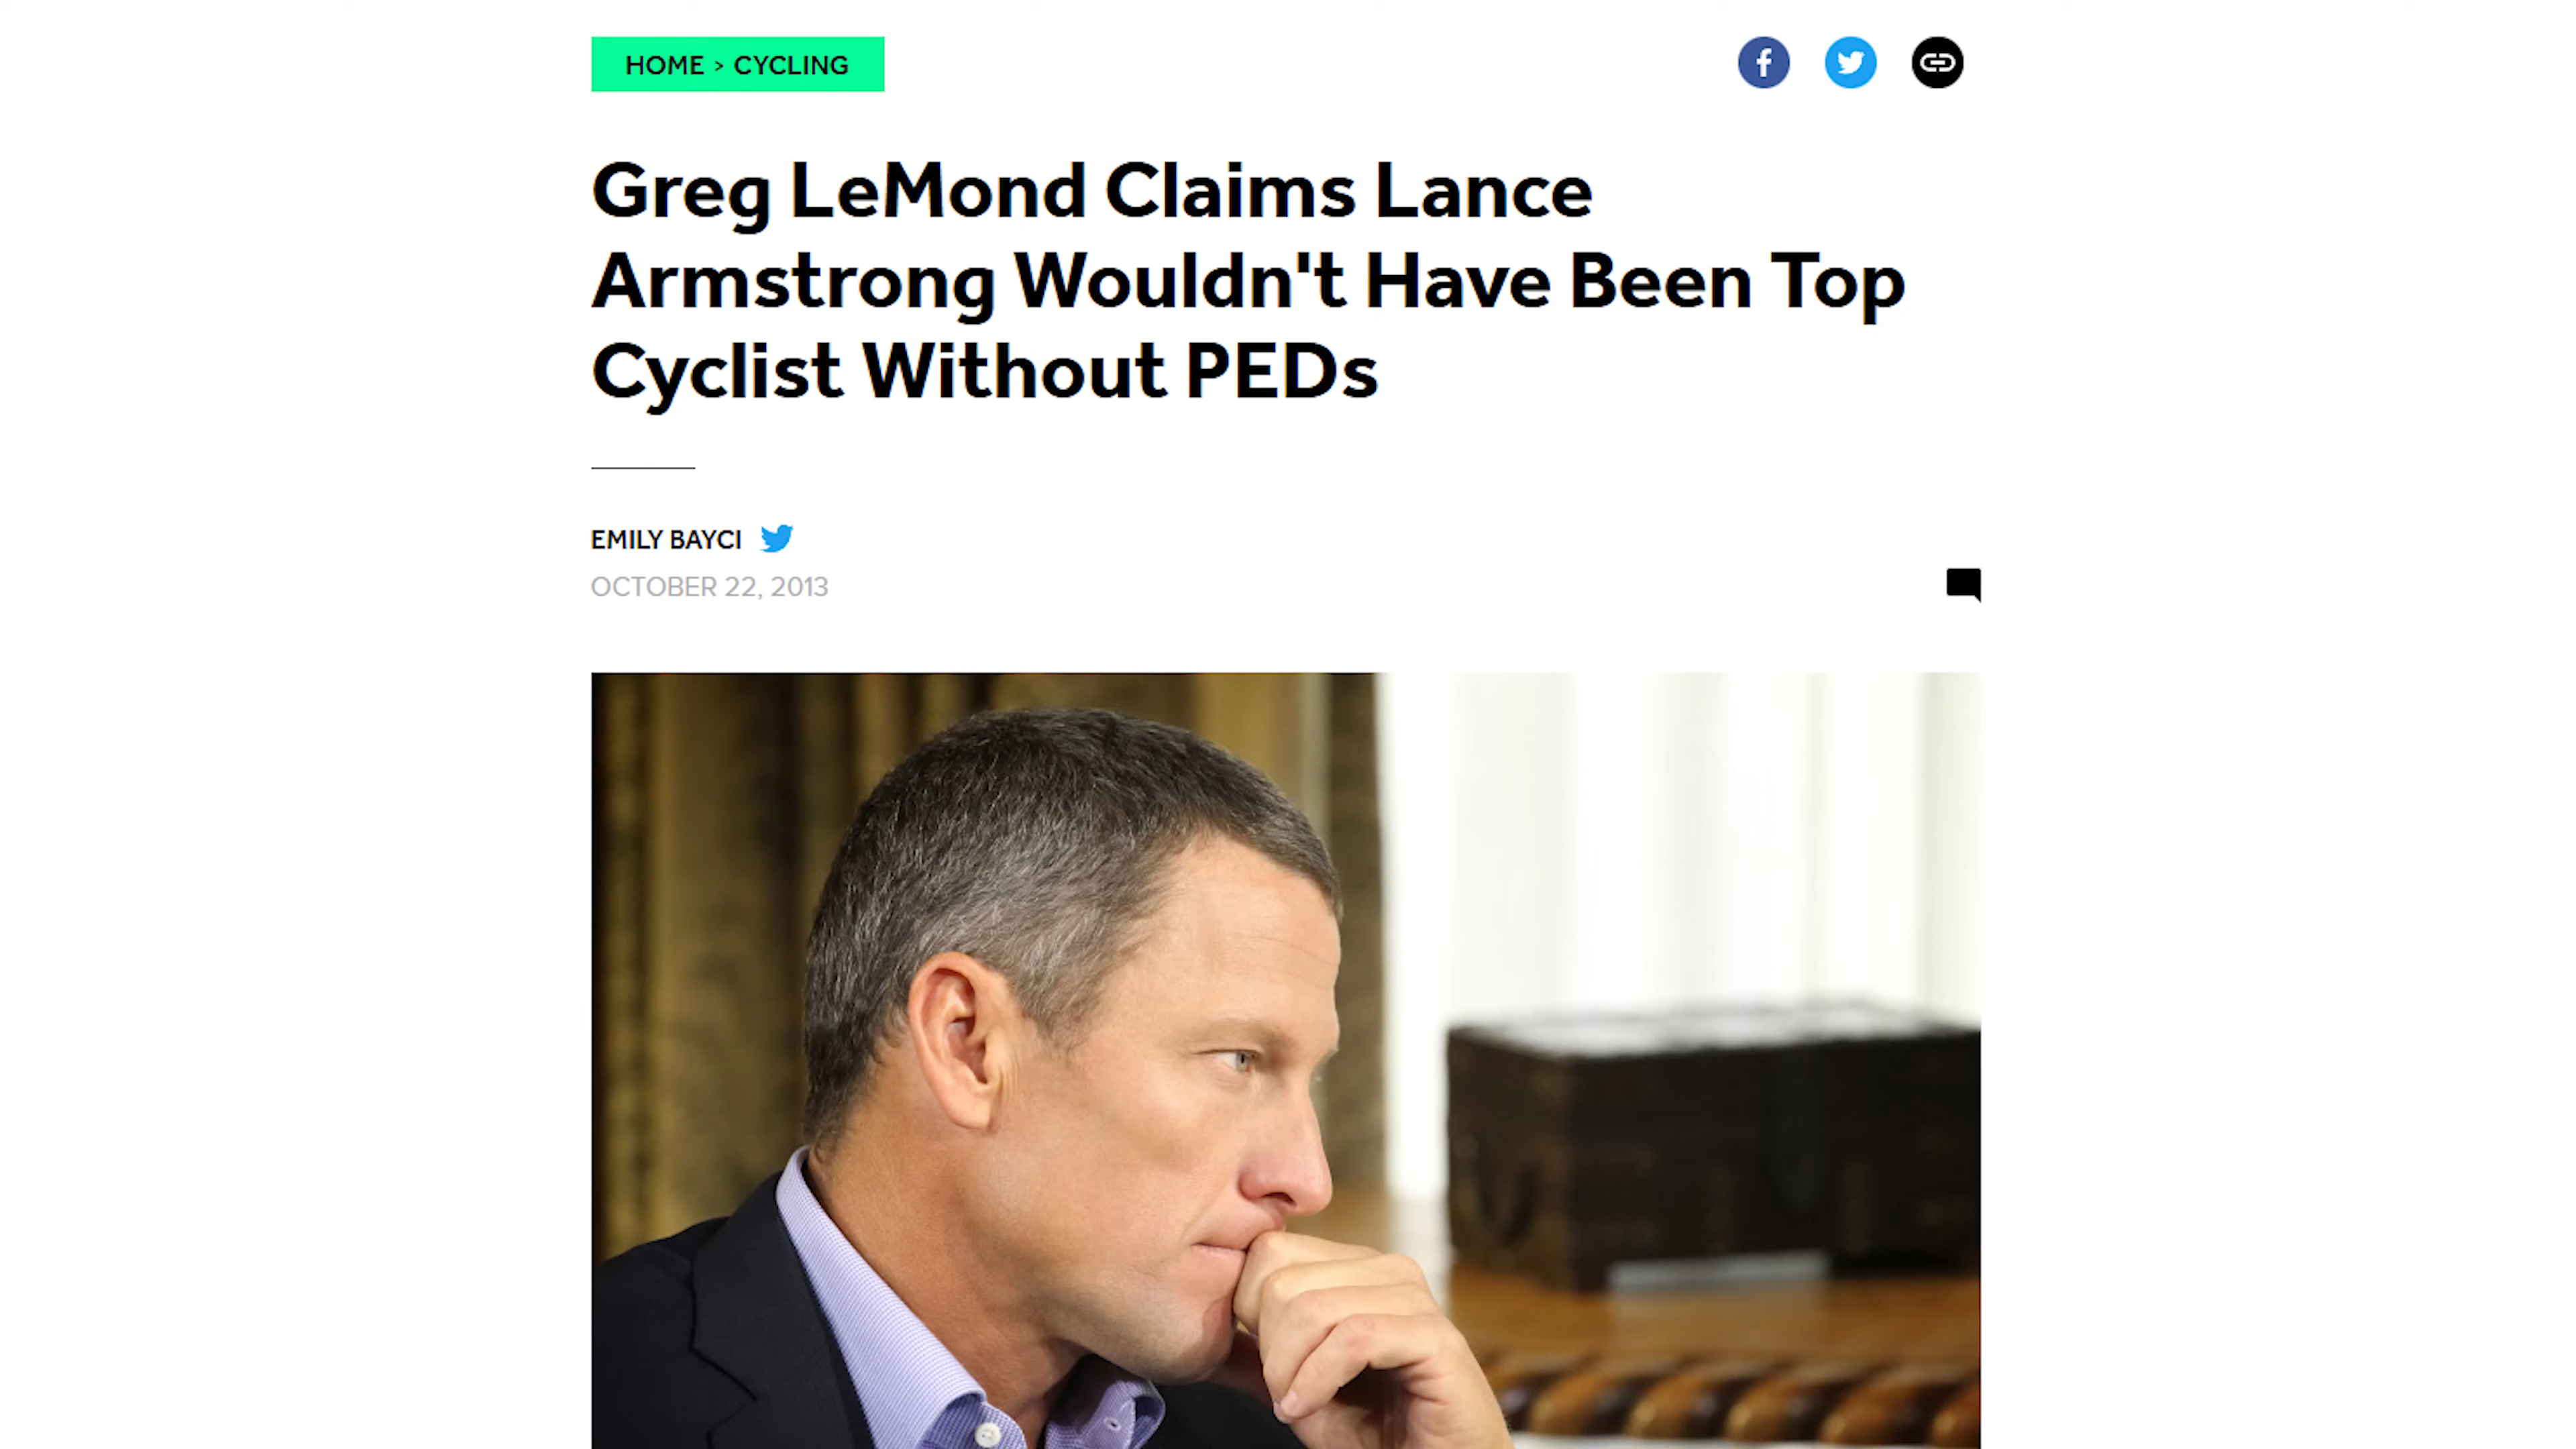 HOME > CYCLING
Greg LeMond Claims Lance
Armstrong Wouldn't Have Been Top
Cyclist Without PEDs
EMILY BAYCI
OCTOBER 22, 2013